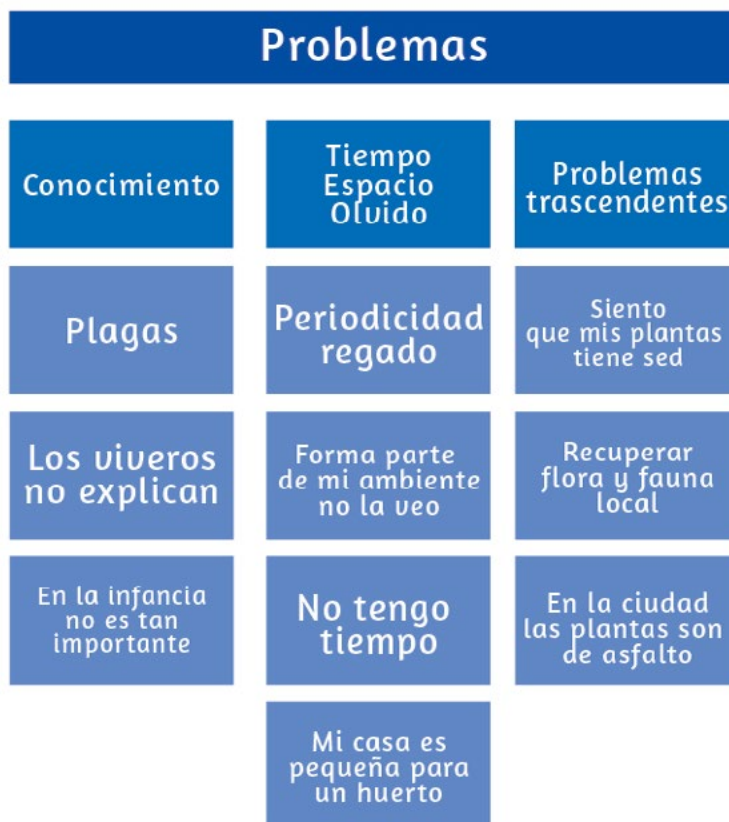 Problemas
Conocimiento
Plagas
Los viveros
no explican
En la infancia
no es tan
importante
Tiempo
Espacio
Olvido
Periodicidad
regado
Forma parte
de mi ambiente
no la veo
No tengo
tiempo
Mi casa es
pequeña para
un huerto
Problemas
trascendentes
Siento
que mis plantas
tiene sed
Recuperar
flora y fauna
local
En la ciudad
las plantas son
de asfalto